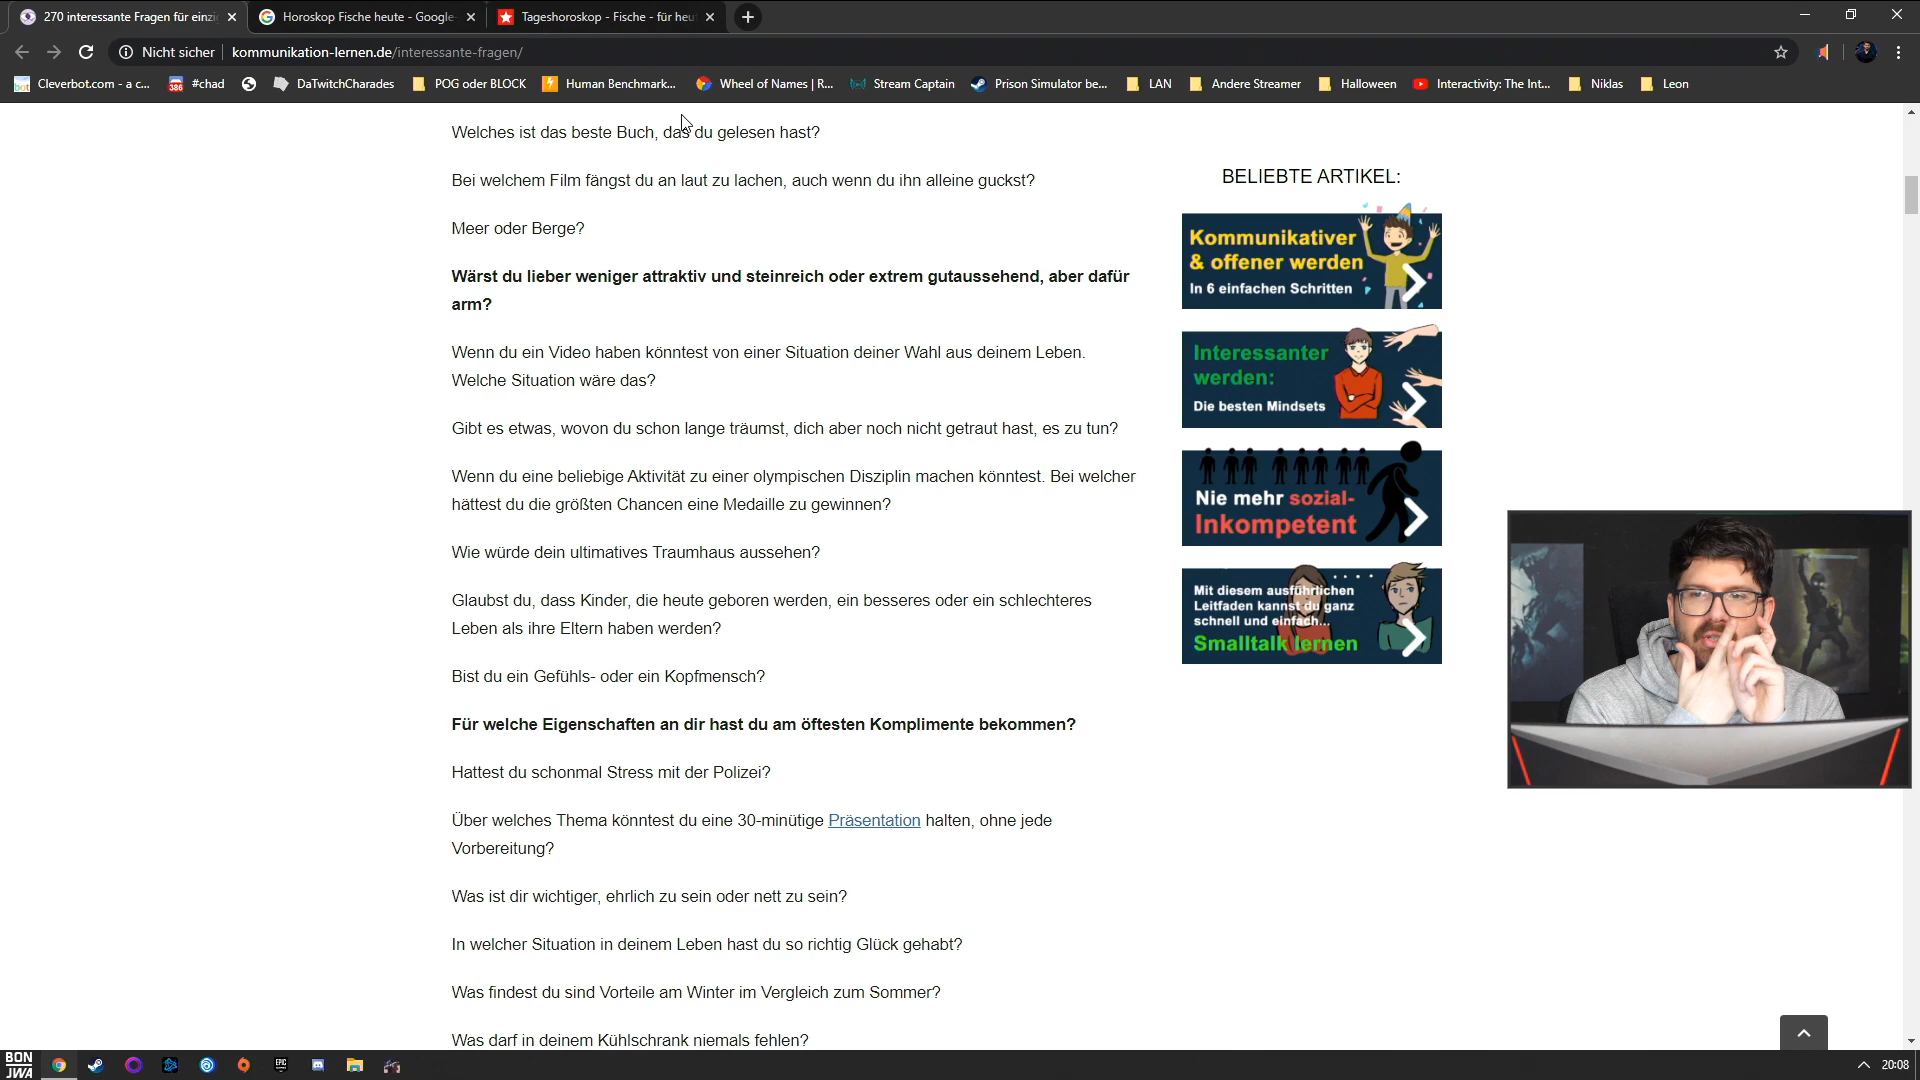 270 interessante Fragen für einzi
Horoskop Fische heute - Google-
Tageshoroskop - Fische - für heu
Nicht sicher
kommunikation-lernen.de/interessante-fragen/
Cleverbot.com - a c...
#chad
DaTwitchCharades
POG oder BLOCK
Human Benchmark...
Wheel of Names | R...
Stream Captain
Prison Simulator be...
LAN
Andere Streamer
Halloween
Interactivity: The Int...
Niklas
Leon
Welches ist das beste Buch, das du gelesen hast?
Bei welchem Film fängst du an laut zu lachen, auch wenn du ihn alleine guckst?
Meer oder Berge?
Wärst du lieber weniger attraktiv und steinreich oder extrem gutaussehend, aber dafür
arm?
Wenn du ein Video haben könntest von einer Situation deiner Wahl aus deinem Leben.
Welche Situation wäre das?
Gibt es etwas, wovon du schon lange träumst, dich aber noch nicht getraut hast, es zu tun?
Wenn du eine beliebige Aktivität zu einer olympischen Disziplin machen könntest. Bei welcher
hättest du die größten Chancen eine Medaille zu gewinnen?
Wie würde dein ultimatives Traumhaus aussehen?
Glaubst du, dass Kinder, die heute geboren werden, ein besseres oder ein schlechteres
Leben als ihre Eltern haben werden?
Bist du ein Gefühls- oder ein Kopfmensch?
Für welche Eigenschaften an dir hast du am öftesten Komplimente bekommen?
Hattest du schonmal Stress mit der Polizei?
Über welches Thema könntest du eine 30-minütige Präsentation halten, ohne jede
Vorbereitung?
Was ist dir wichtiger, ehrlich zu sein oder nett zu sein?
In welcher Situation in deinem Leben hast du so richtig Glück gehabt?
Was findest du sind Vorteile am Winter im Vergleich zum Sommer?
Was darf in deinem Kühlschrank niemals fehlen?
BELIEBTE ARTIKEL:
Kommunikativer
& offener werden
In 6 einfachen Schritten
Interessanter
werden:
Die besten Mindsets
Nie mehr sozial-
Inkompetent
Mit diesem ausführlichen
Leitfaden kannst du ganz
schnell und einfach...
Smalltalk lernen
BON
JWA
EPIC
20:08